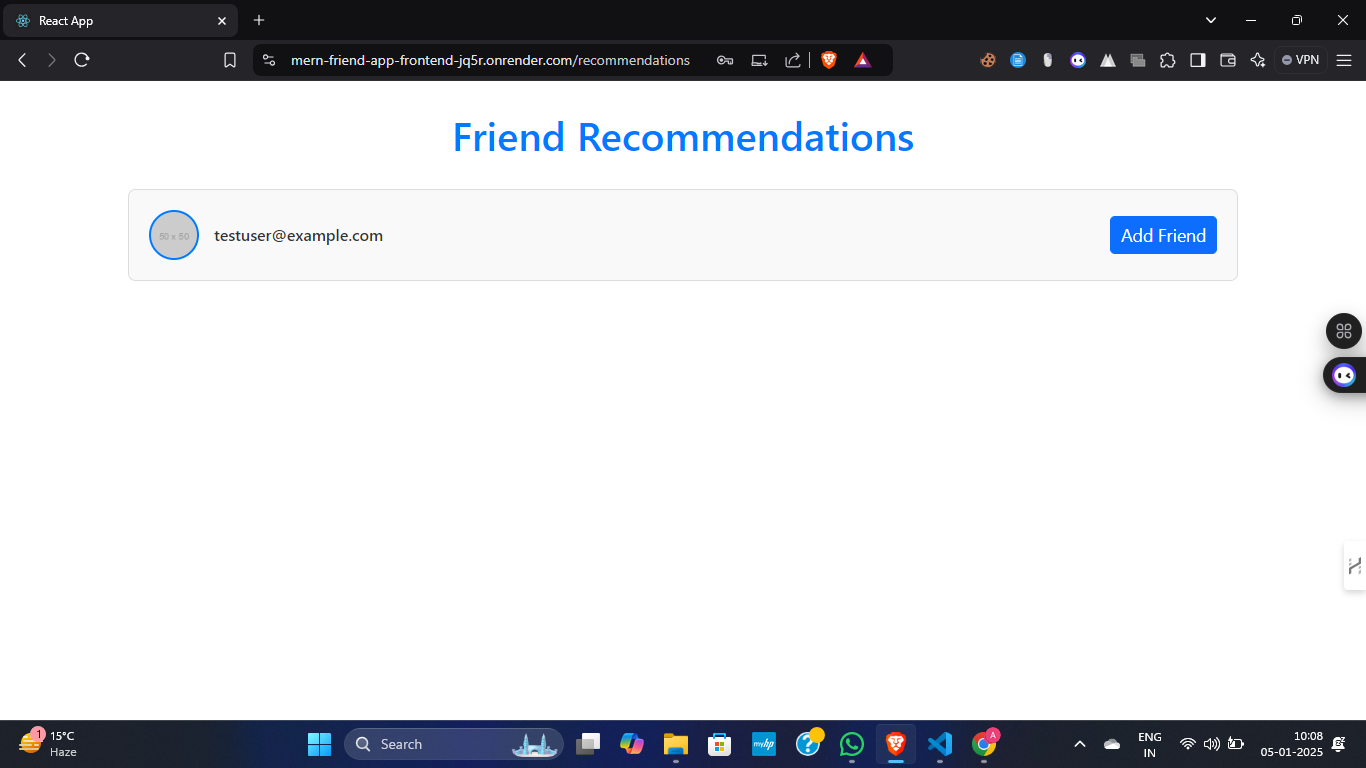 React App
mern-friend-app-frontend-jq5r.onrender.com/recommendations
VPN
Friend Recommendations
50 x 50
testuser@example.com
Add Friend
1
15°C
Haze
Search
myhp
A
ENG
IN
10:08
05-01-2025